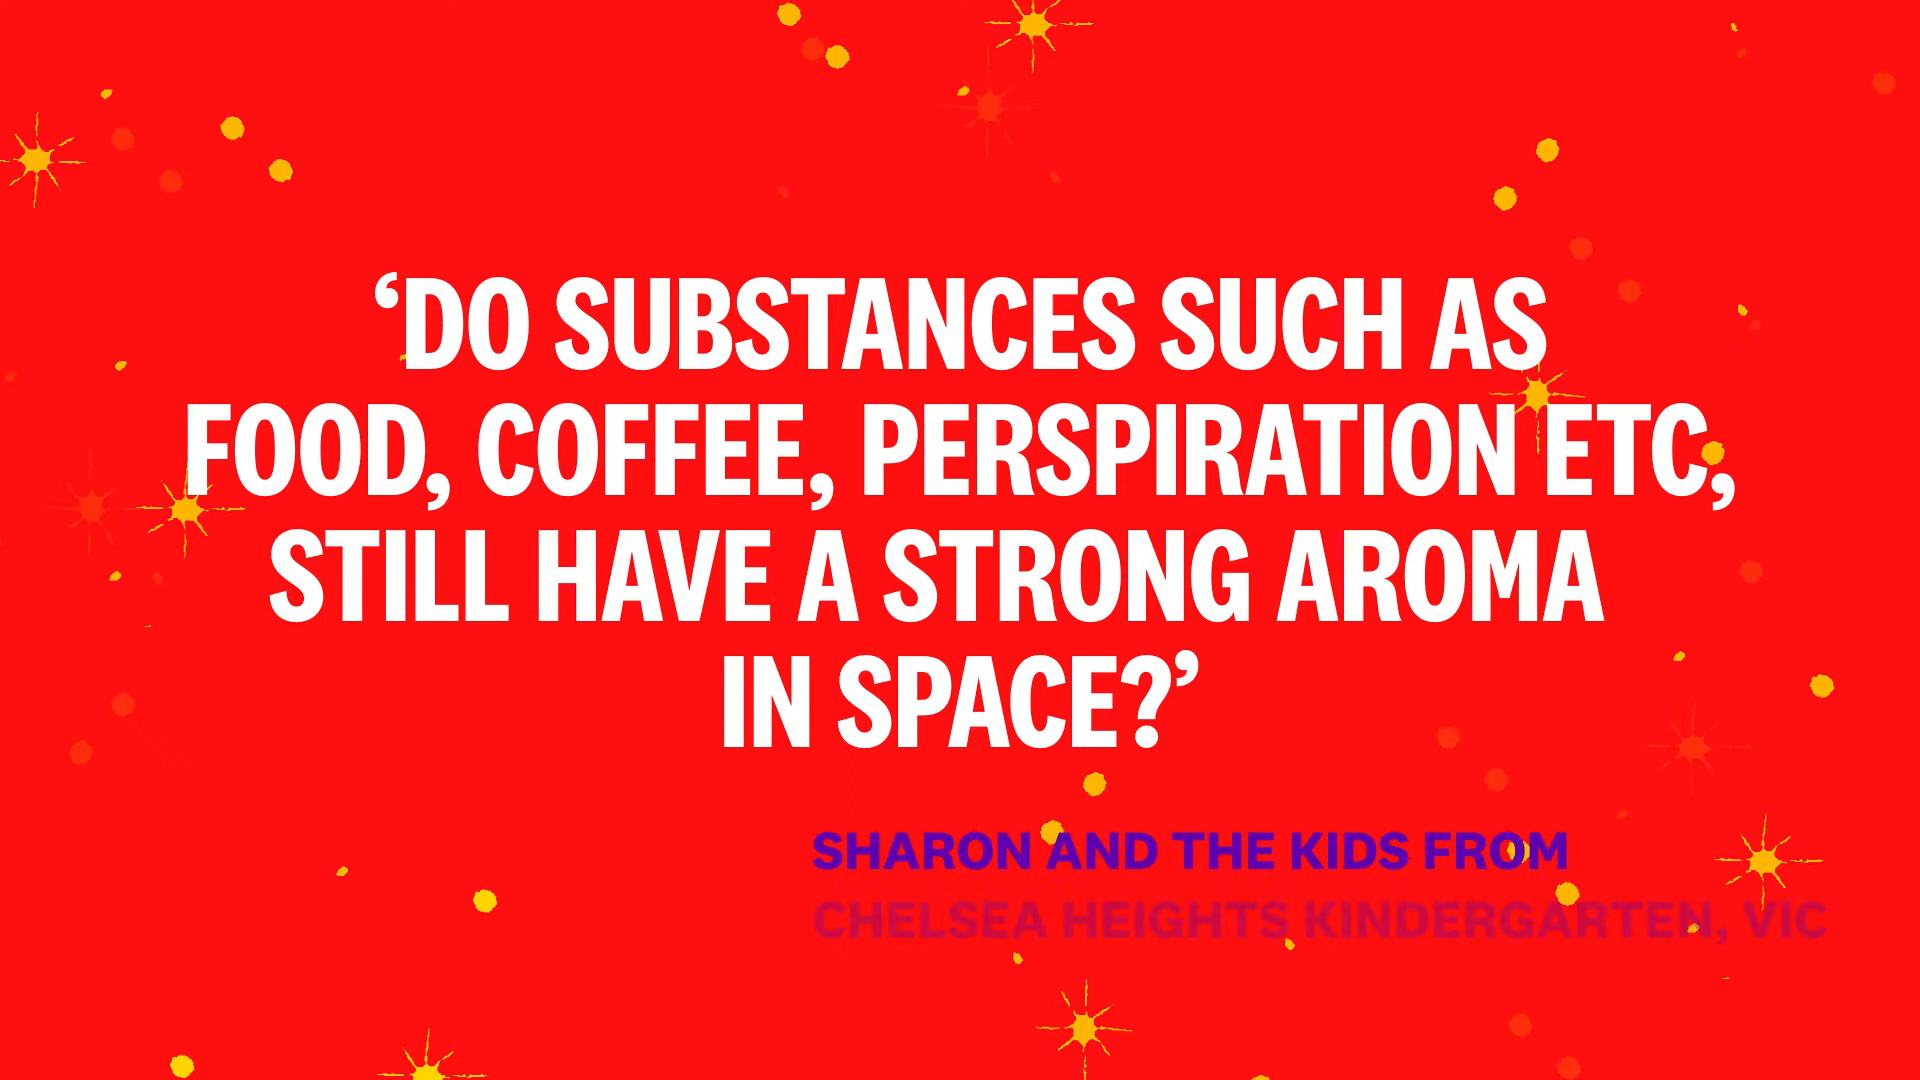 ‘DO SUBSTANCES SUCH AS
FOOD, COFFEE, PERSPIRATION ETC,
STILL HAVE A STRONG AROMA
IN SPACE?’
SHARON AND THE KIDS FROM
CHELSEA HEIGHTS KINDERGARTEN, VIC